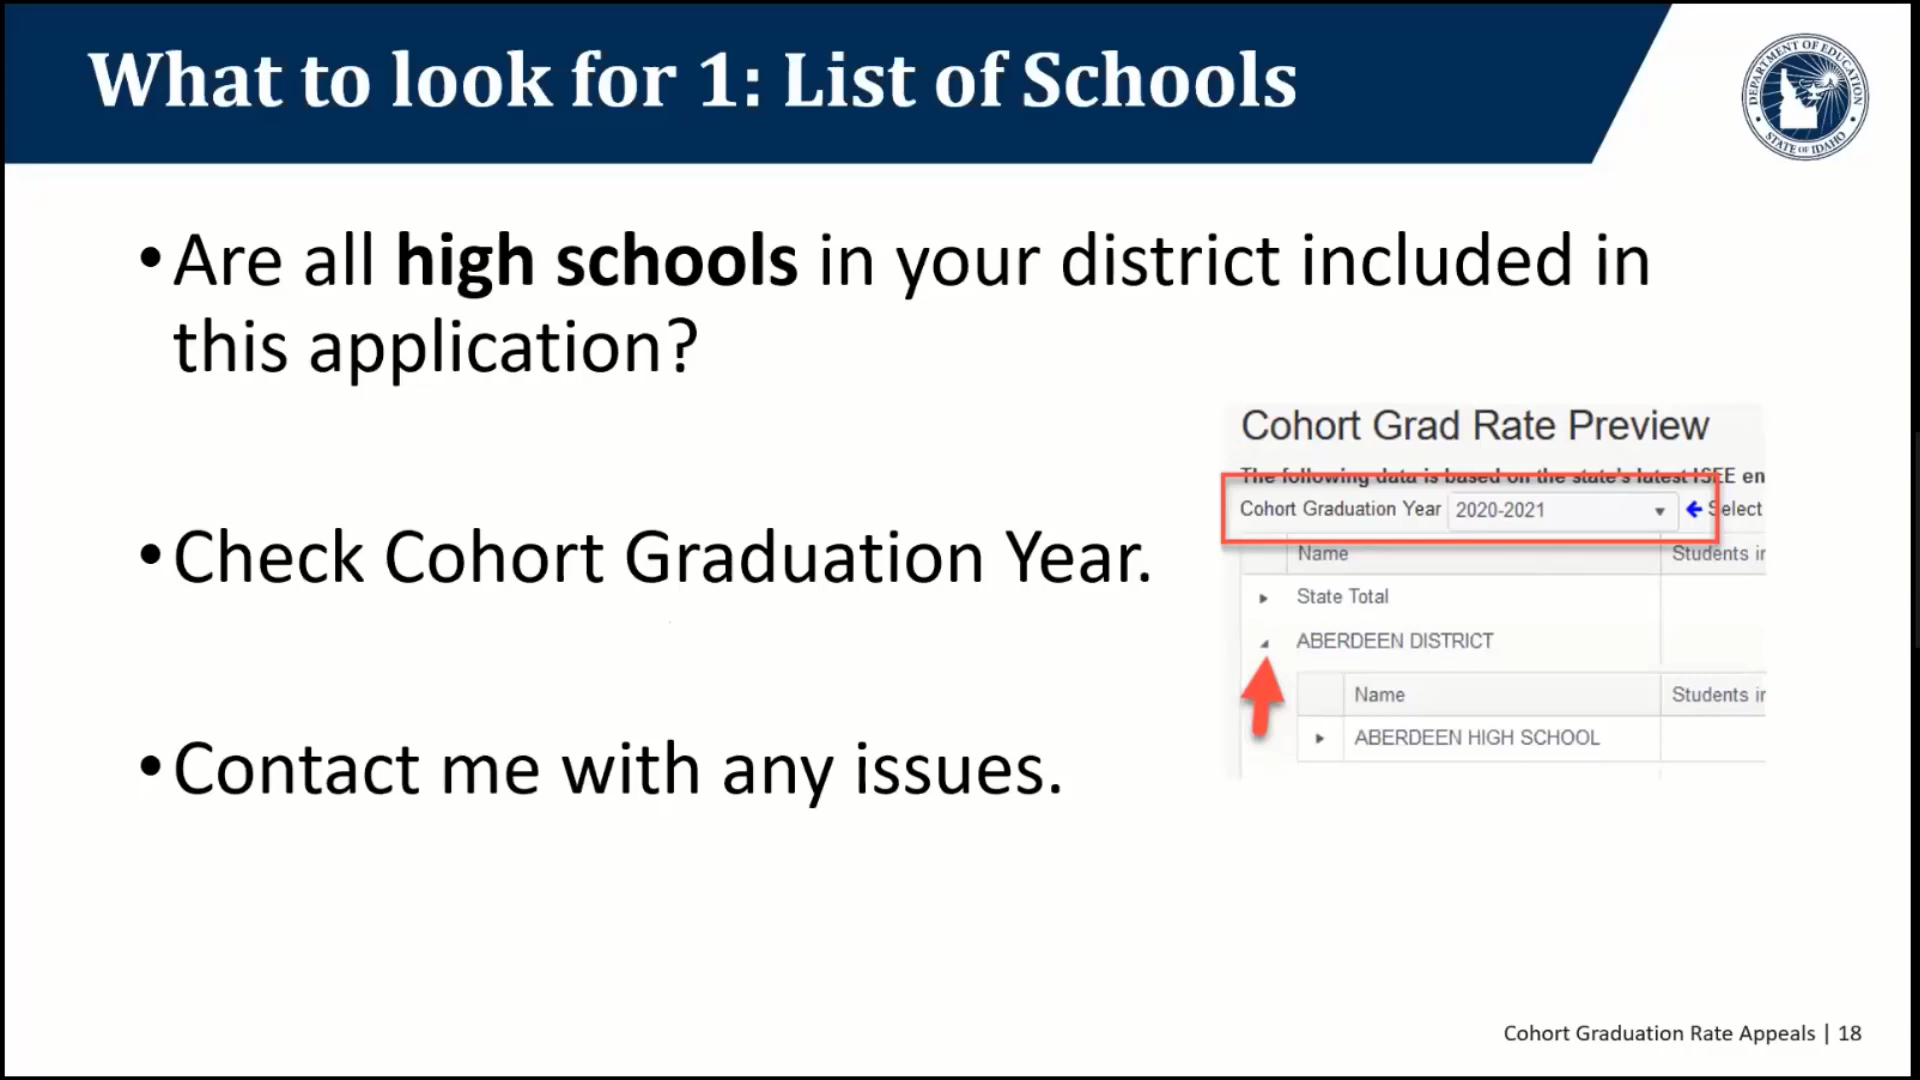 What to look for 1: List of Schools
DEPARTMENT OF EDUCATION
STATE OF IDAHO
•Are all high schools in your district included in
this application?
•Check Cohort Graduation Year.
•Contact me with any issues.
Cohort Grad Rate Preview
The following data is based on the state's latest ISEE en
Cohort Graduation Year 2020-2021 Select
Name Students in
State Total
ABERDEEN DISTRICT
Name Students in
ABERDEEN HIGH SCHOOL
Cohort Graduation Rate Appeals | 18